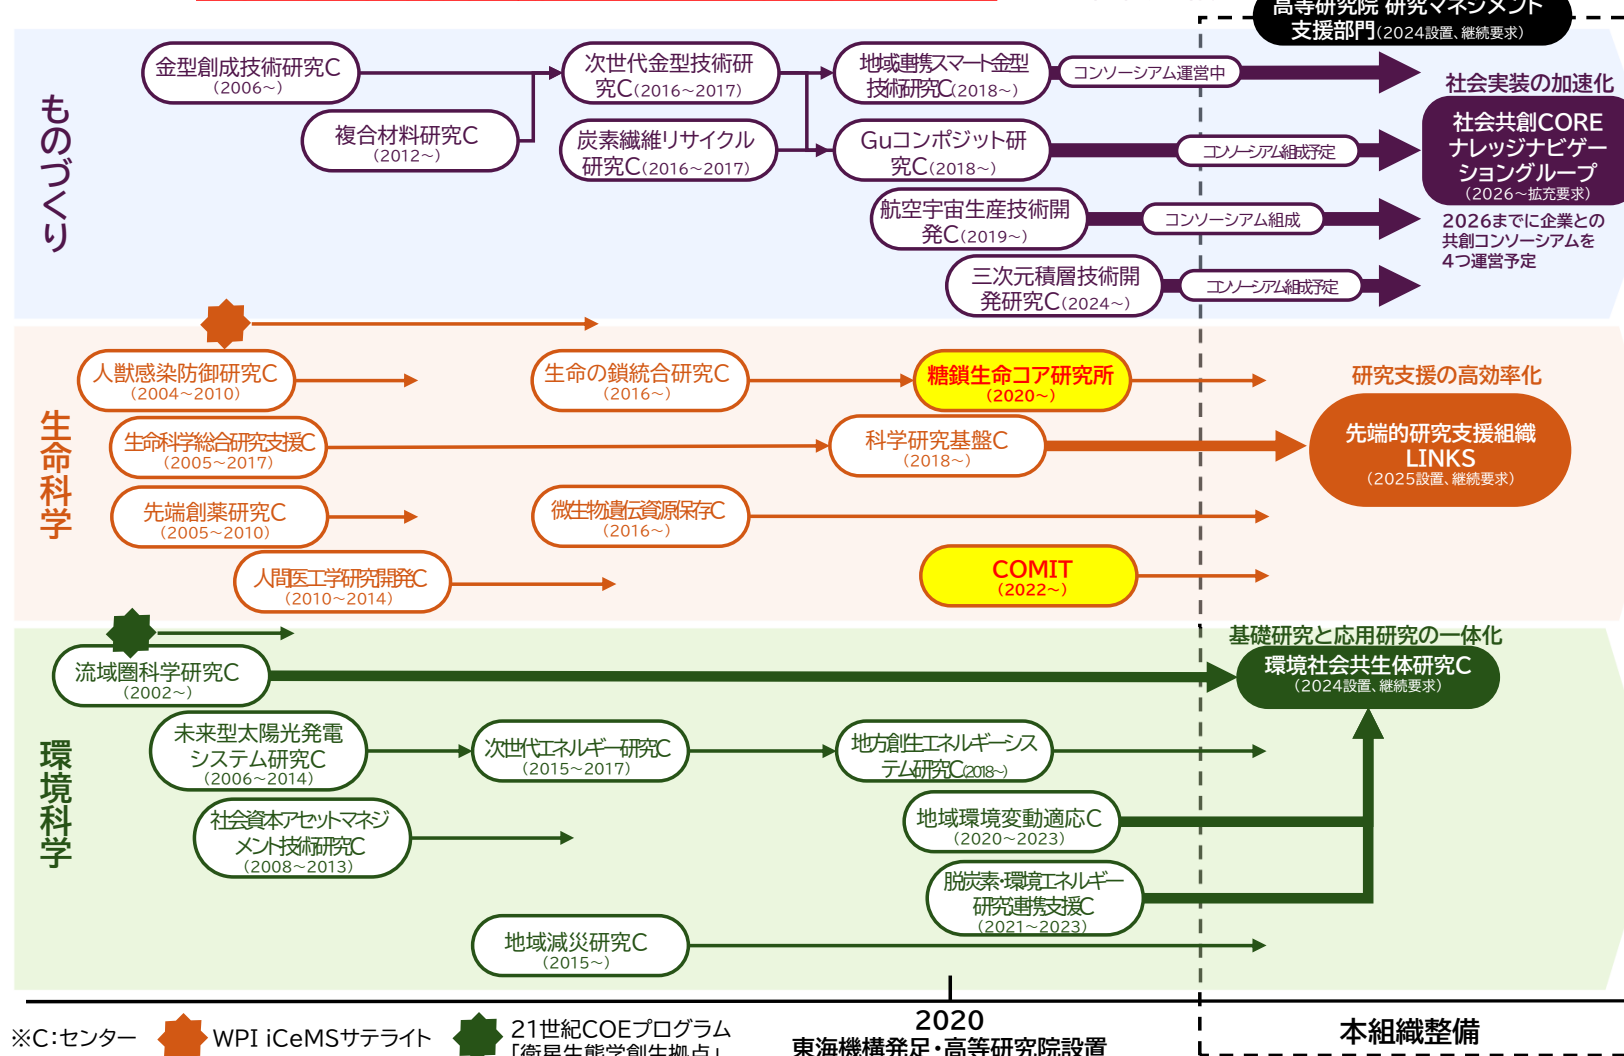 高等研究院 研究マネジメント
支援部門(2024設置、継続要求)
ものづくり
金型創成技術研究C
(2006～)
複合材料研究C
(2012～)
次世代金型技術研
究C(2016～2017)
炭素繊維リサイクル
研究C(2016～2017)
地域連携スマート金型
技術研究C(2018～)
コンソーシアム運営中
Guコンポジット研
究C(2018～)
コンソーシアム組成予定
航空宇宙生産技術開
発C(2019～)
コンソーシアム組成
三次元積層技術開
発研究C(2024～)
コンソーシアム組成予定
社会実装の加速化
社会共創CORE
ナレッジナビゲー
ショングループ
(2026～拡充要求)
2026までに企業との
共創コンソーシアムを
4つ運営予定
生命科学
人獣感染防御研究C
(2004～2010)
生命の鎖統合研究C
(2016～)
糖鎖生命コア研究所
(2020～)
生命科学総合研究支援C
(2005～2017)
科学研究基盤C
(2018～)
先端創薬研究C
(2005～2010)
微生物遺伝資源保存C
(2016～)
人間医工学研究開発C
(2010～2014)
COMIT
(2022～)
研究支援の高効率化
先端的研究支援組織
LINKS
(2025設置、継続要求)
環境科学
流域圏科学研究C
(2002～)
基礎研究と応用研究の一体化
環境社会共生体研究C
(2024設置、継続要求)
未来型太陽光発電
システム研究C
(2006～2014)
次世代エネルギー研究C
(2015～2017)
地方創生エネルギーシス
テム研究C(2018～)
社会資本アセットマネジ
メント技術研究C
(2008～2013)
地域環境変動適応C
(2020～2023)
脱炭素・環境エネルギー
研究連携支援C
(2021～2023)
地域減災研究C
(2015～)
※C：センター
WPI iCeMSサテライト
21世紀COEプログラム
「衛星生態学創生拠点」
2020
東海機構発足・高等研究院設置
本組織整備